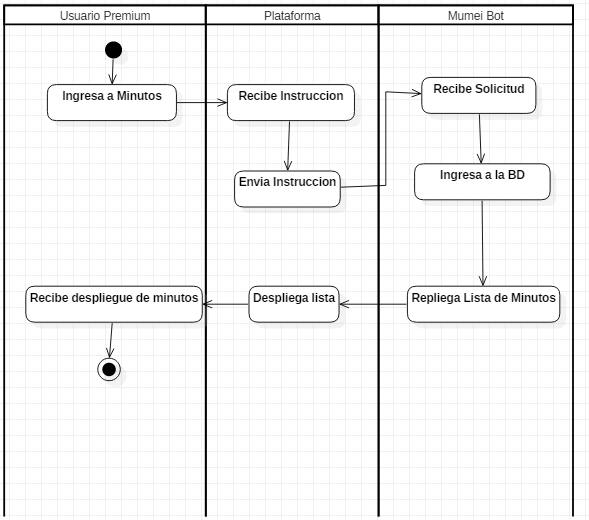 Usuario Premium
Plataforma
Mumei Bot
Ingresa a Minutos
Recibe Instruccion
Recibe Solicitud
Envia Instruccion
Ingresa a la BD
Recibe despliegue de minutos
Despliega lista
Repliega Lista de Minutos